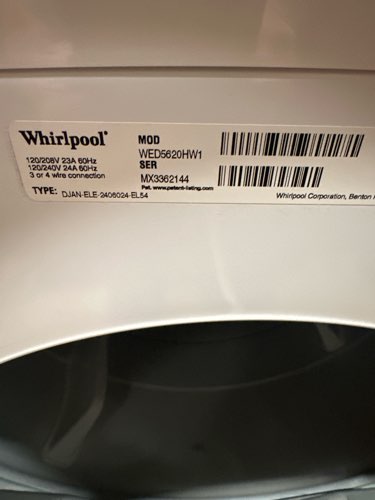 Whirlpool®
120/208V 23A 60Hz
120/240V 24A 60Hz
3 or 4 wire connection
TYPE: DJAN-ELE-2406024-EL54
MOD
WED5620HW1
SER
MX3362144
Pat. www.patent-listing.com
Whirlpool Corporation, Benton